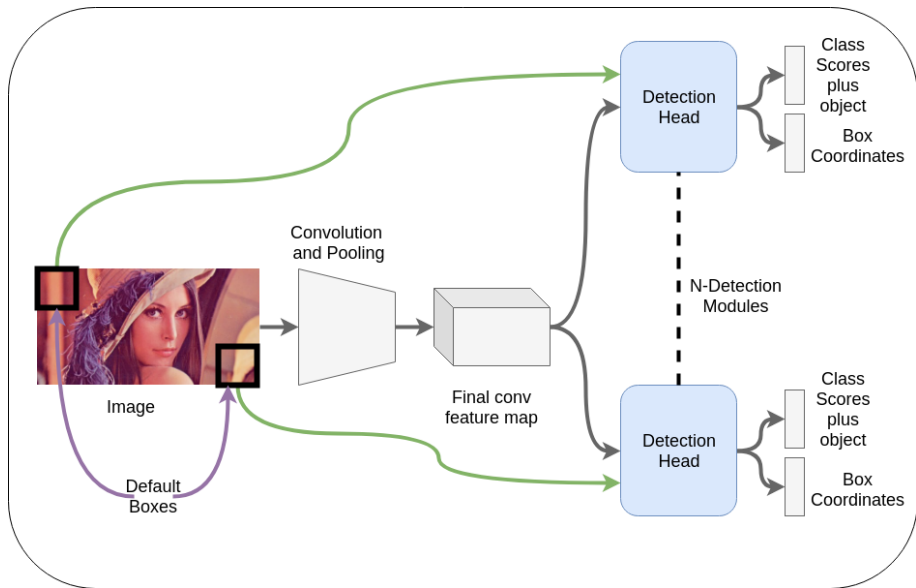 Class
Scores
plus
object
Detection
Head
Box
Coordinates
Convolution
and Pooling
N-Detection
Modules
Image
Final conv
feature map
Class
Scores
plus
object
Detection
Head
Default
Boxes
Box
Coordinates